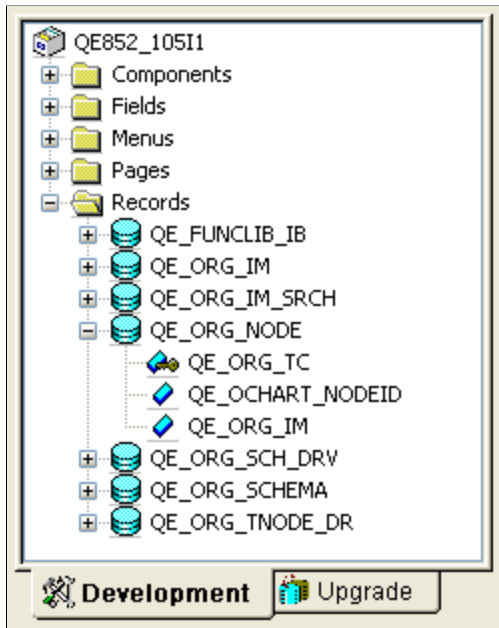 QE852_105I1
Components
Fields
Menus
Pages
Records
QE_FUNCLIB_IB
QE_ORG_IM
QE_ORG_IM_SRCH
QE_ORG_NODE
QE_ORG_TC
QE_OCHART_NODEID
QE_ORG_IM
QE_ORG_SCH_DRV
QE_ORG_SCHEMA
QE_ORG_TNODE_DR
Development Upgrade